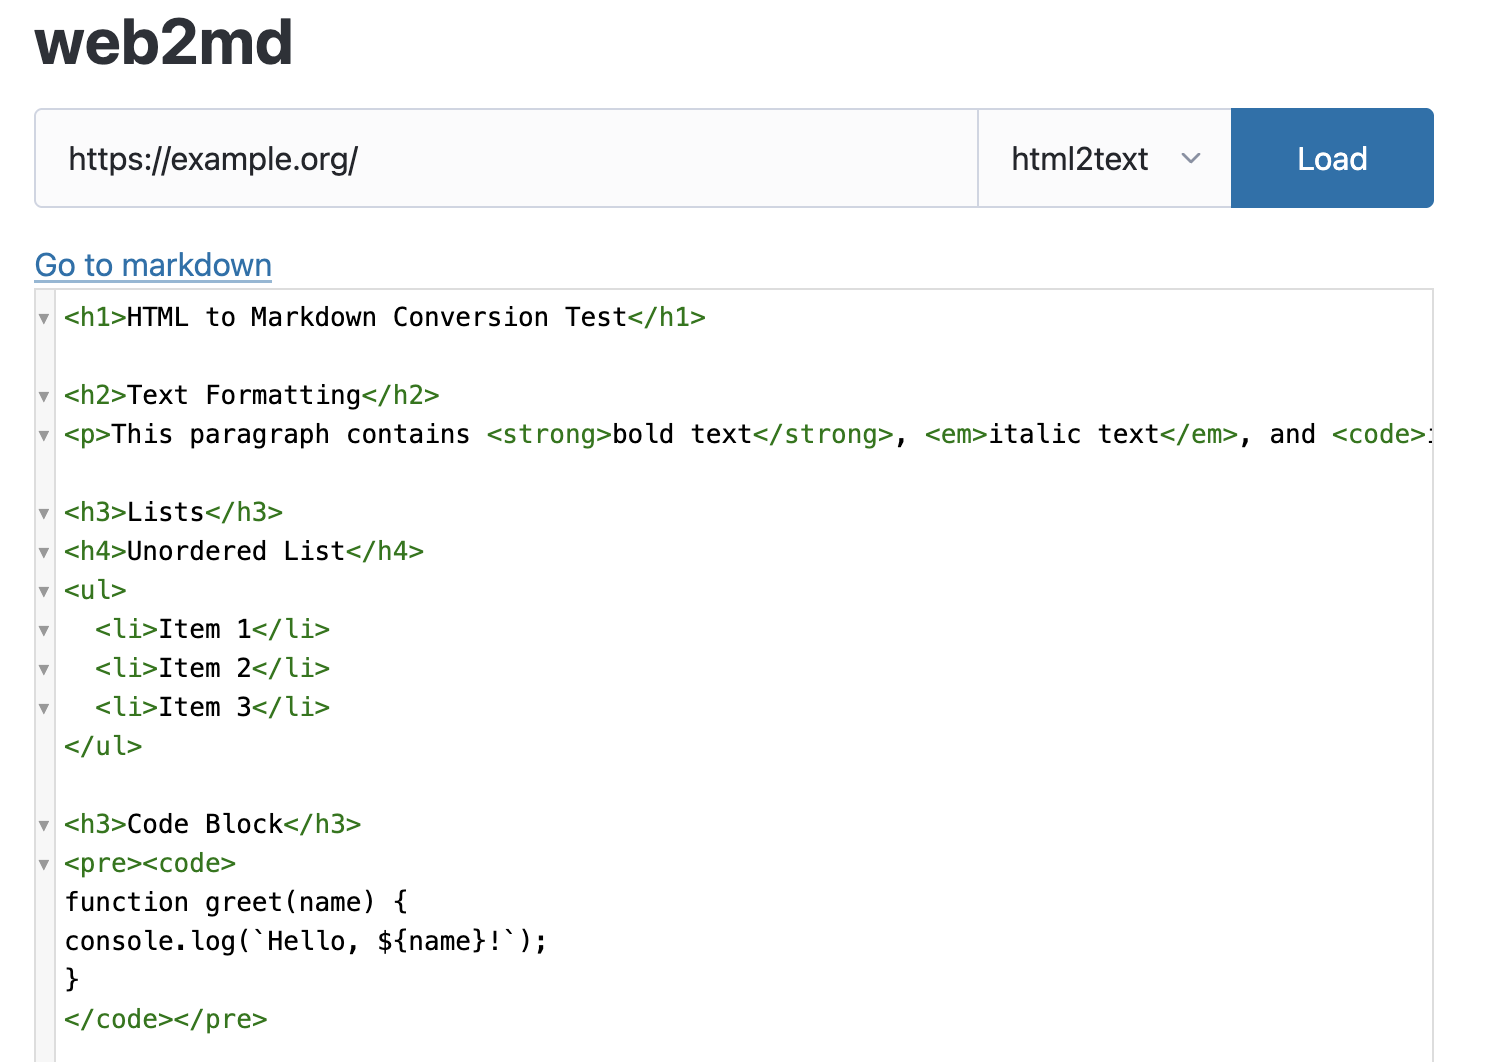 web2md
https://example.org/ html2text Load
Go to markdown
<h1>HTML to Markdown Conversion Test</h1>
<h2>Text Formatting</h2>
<p>This paragraph contains <strong>bold text</strong>, <em>italic text</em>, and <code>
<h3>Lists</h3>
<h4>Unordered List</h4>
<ul>
  <li>Item 1</li>
  <li>Item 2</li>
  <li>Item 3</li>
</ul>
<h3>Code Block</h3>
<pre><code>
function greet(name) {
console.log(`Hello, ${name}!`);
}
</code></pre>